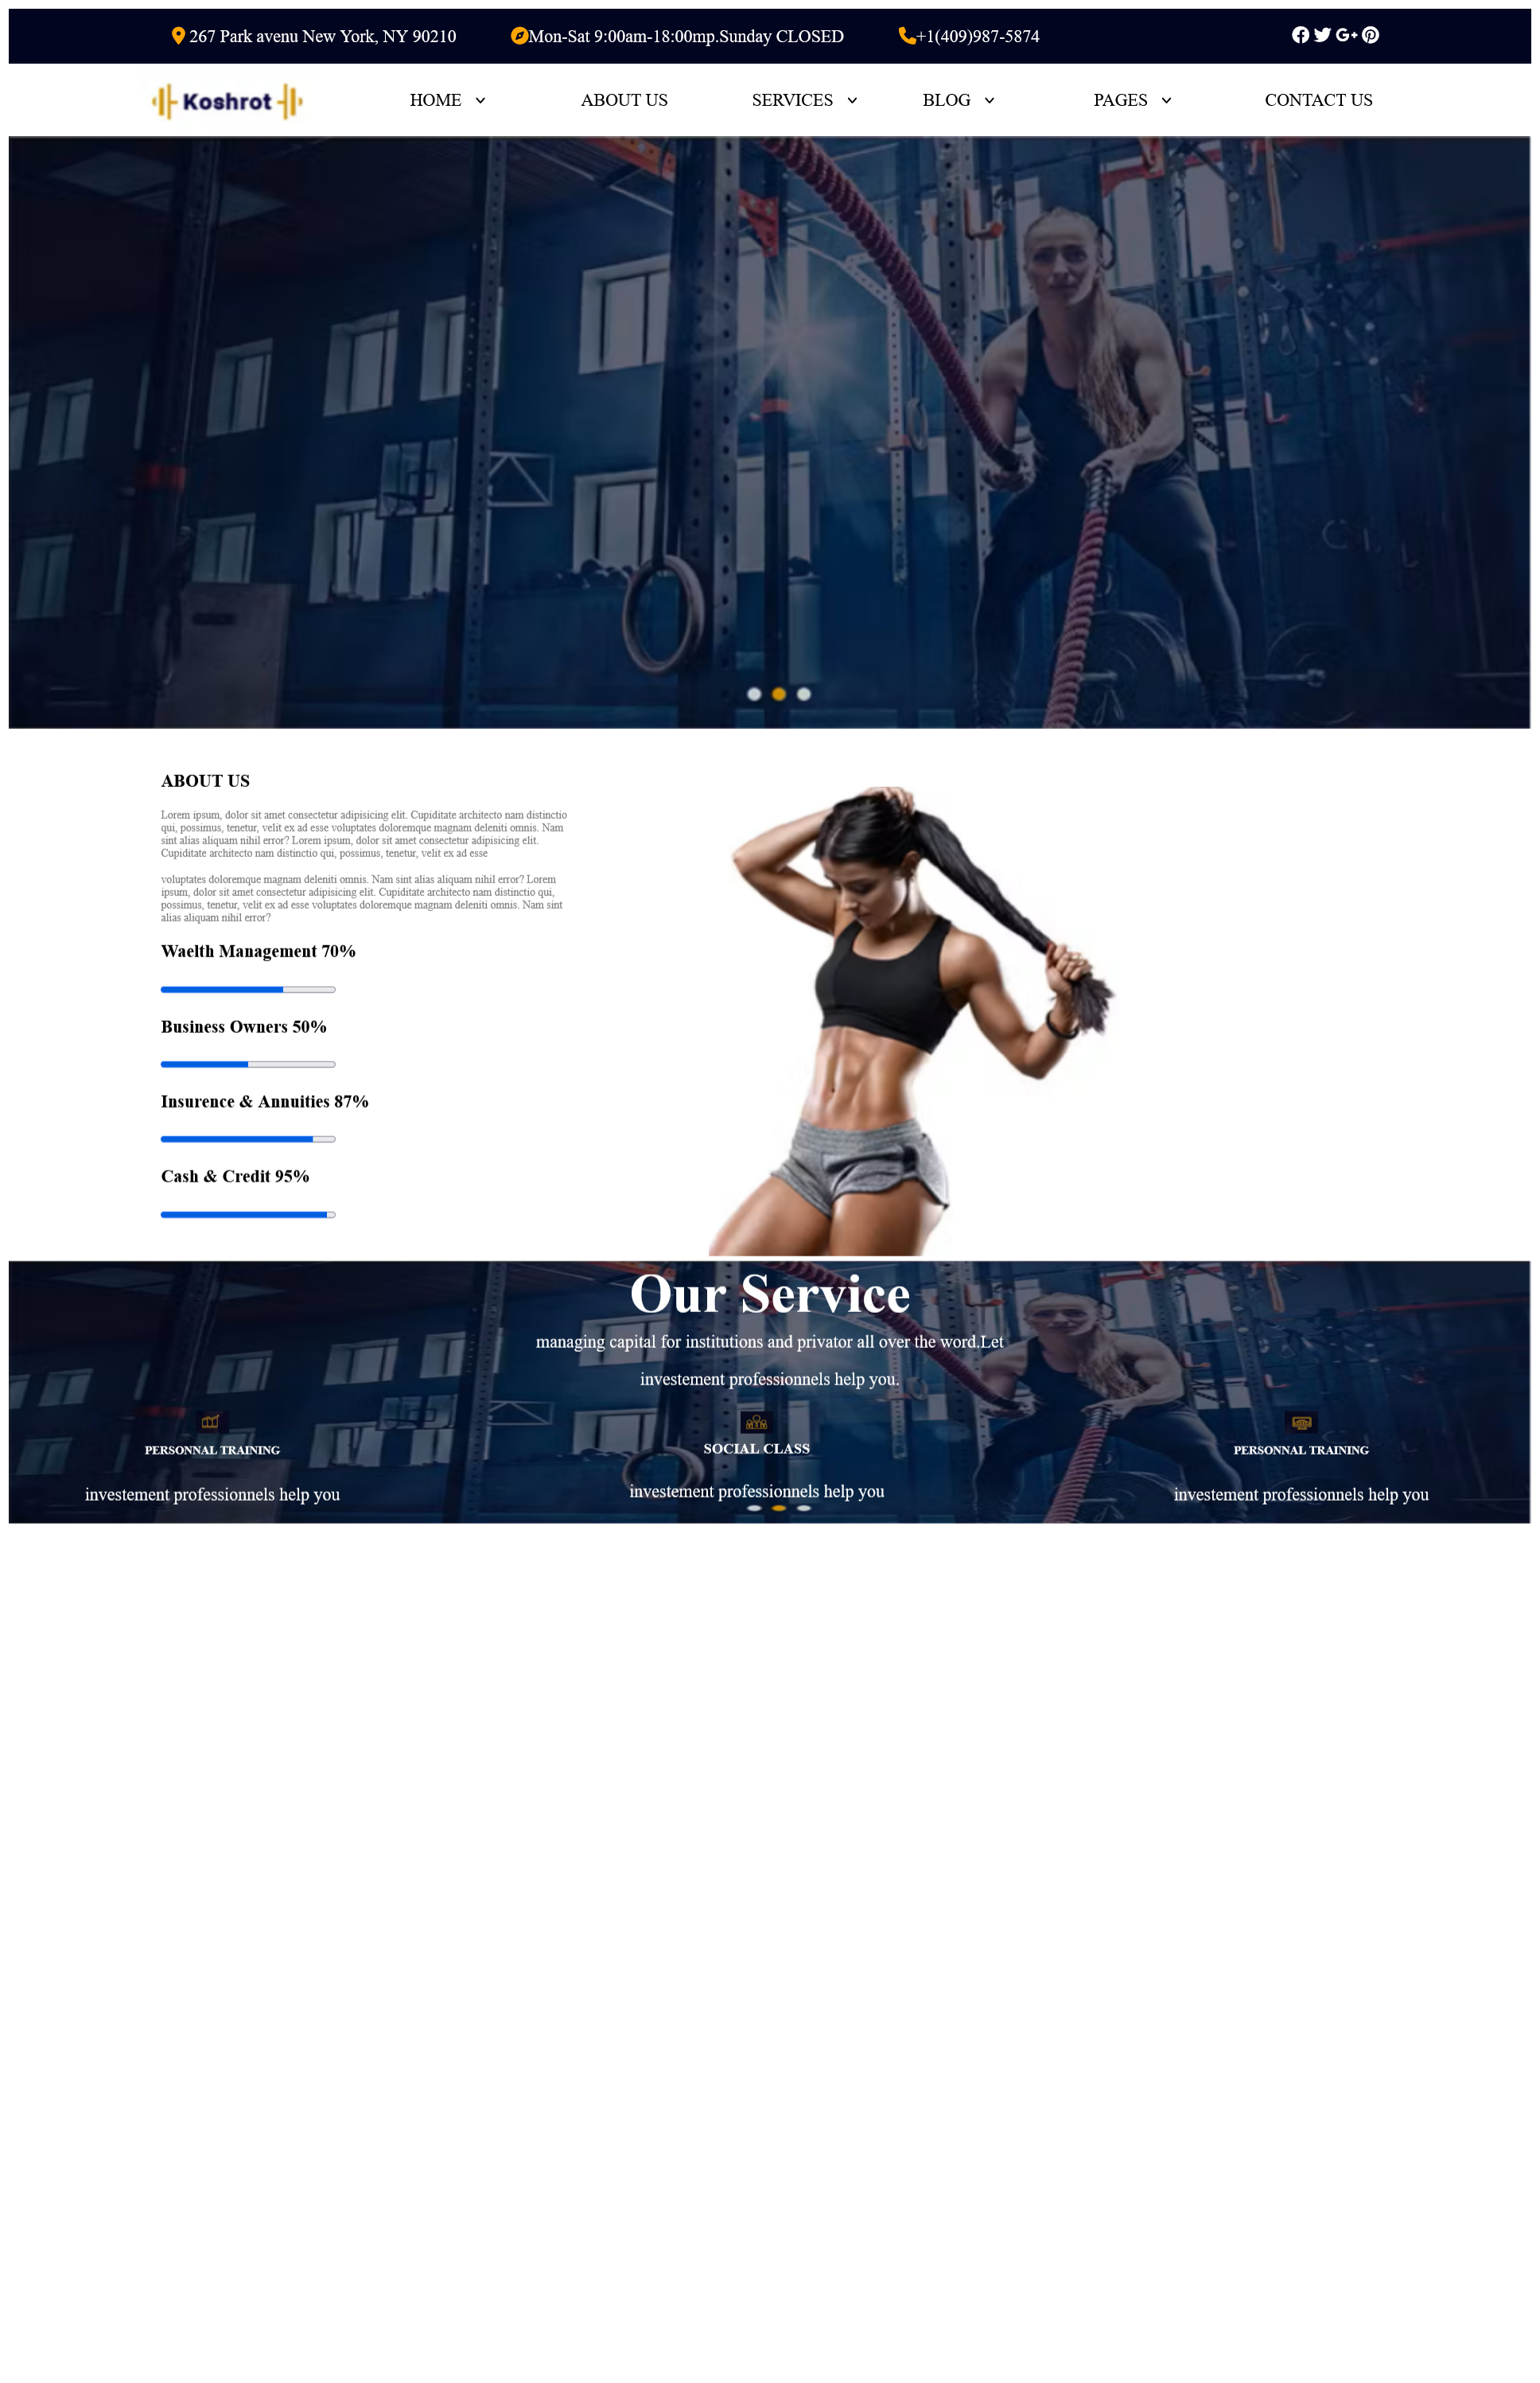 267 Park avenu New York, NY 90210
Mon-Sat 9:00am-18:00mp.Sunday CLOSED
+1(409)987-5874
Koshrot
HOME
ABOUT US
SERVICES
BLOG
PAGES
CONTACT US
ABOUT US
Lorem ipsum, dolor sit amet consectetur adipisicing elit. Cupiditate architecto nam distinctio
qui, possimus, tenetur, velit ex ad esse voluptates doloremque magnam deleniti omnis. Nam
sint alias aliquam nihil error? Lorem ipsum, dolor sit amet consectetur adipisicing elit.
Cupiditate architecto nam distinctio qui, possimus, tenetur, velit ex ad esse
voluptates doloremque magnam deleniti omnis. Nam sint alias aliquam nihil error? Lorem
ipsum, dolor sit amet consectetur adipisicing elit. Cupiditate architecto nam distinctio qui,
possimus, tenetur, velit ex ad esse voluptates doloremque magnam deleniti omnis. Nam sint
alias aliquam nihil error?
Waelth Management 70%
Business Owners 50%
Insurence & Annuities 87%
Cash & Credit 95%
Our Service
managing capital for institutions and privator all over the word.Let
investement professionnels help you.
PERSONNAL TRAINING
investement professionnels help you
SOCIAL CLASS
investement professionnels help you
PERSONNAL TRAINING
investement professionnels help you